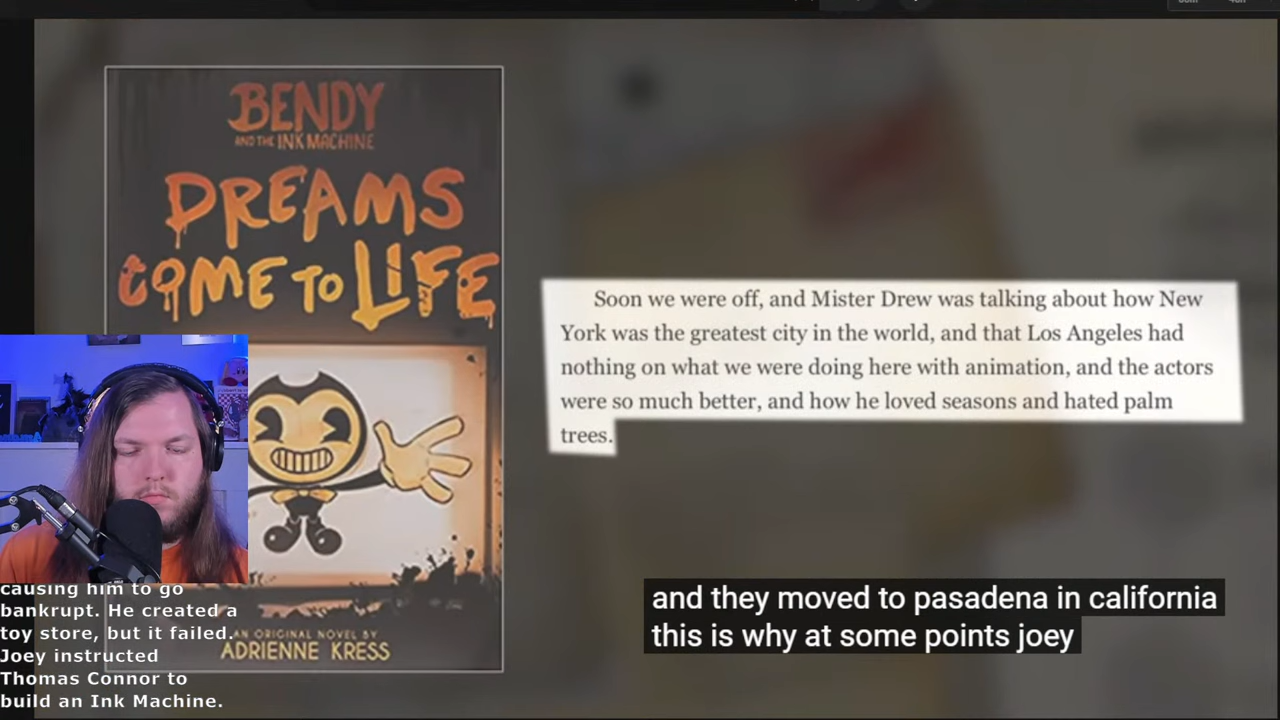 BENDY
AND THE INK MACHINE
DREAMS
COME TO LIFE
AN ORIGINAL NOVEL BY
ADRIENNE KRESS
Soon we were off, and Mister Drew was talking about how New
York was the greatest city in the world, and that Los Angeles had
nothing on what we were doing here with animation, and the actors
were so much better, and how he loved seasons and hated palm
trees.
and they moved to pasadena in california
this is why at some points joey
causing him to go
bankrupt. He created a
toy store, but it failed.
Joey instructed
Thomas Connor to
build an Ink Machine.